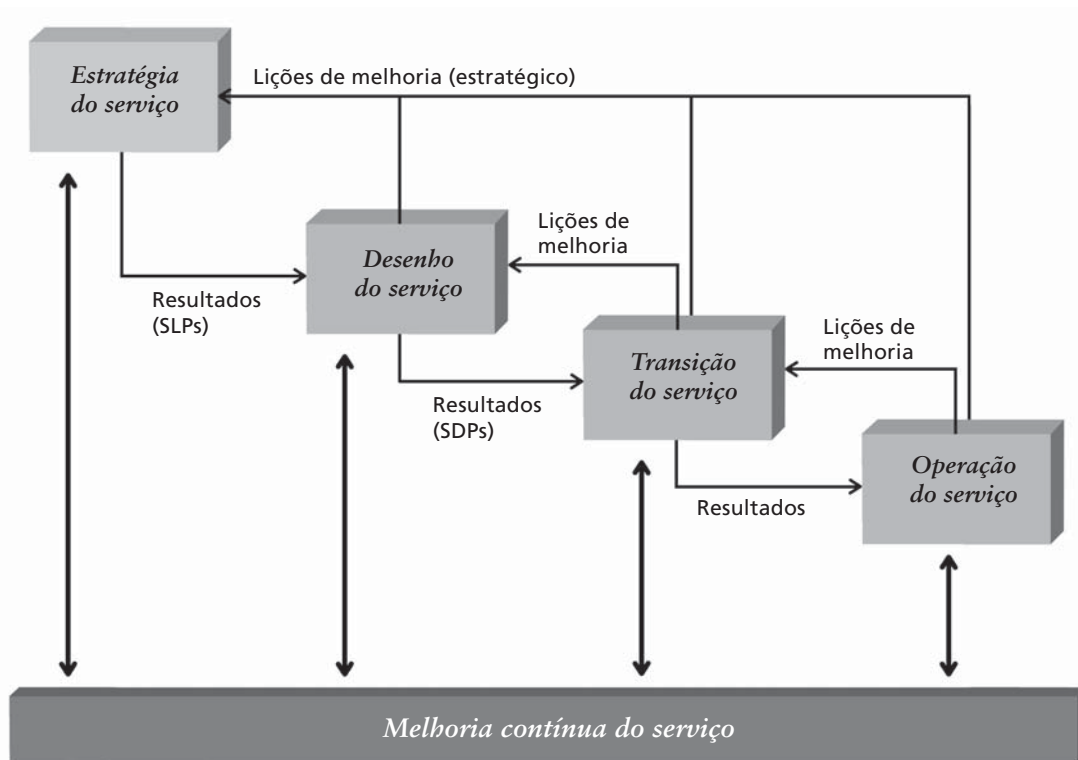 Estratégia
do serviço
Lições de melhoria (estratégico)
Resultados
(SLPs)
Desenho
do serviço
Lições de
melhoria
Resultados
(SDPs)
Transição
do serviço
Lições de
melhoria
Resultados
Operação
do serviço
Melhoria contínua do serviço